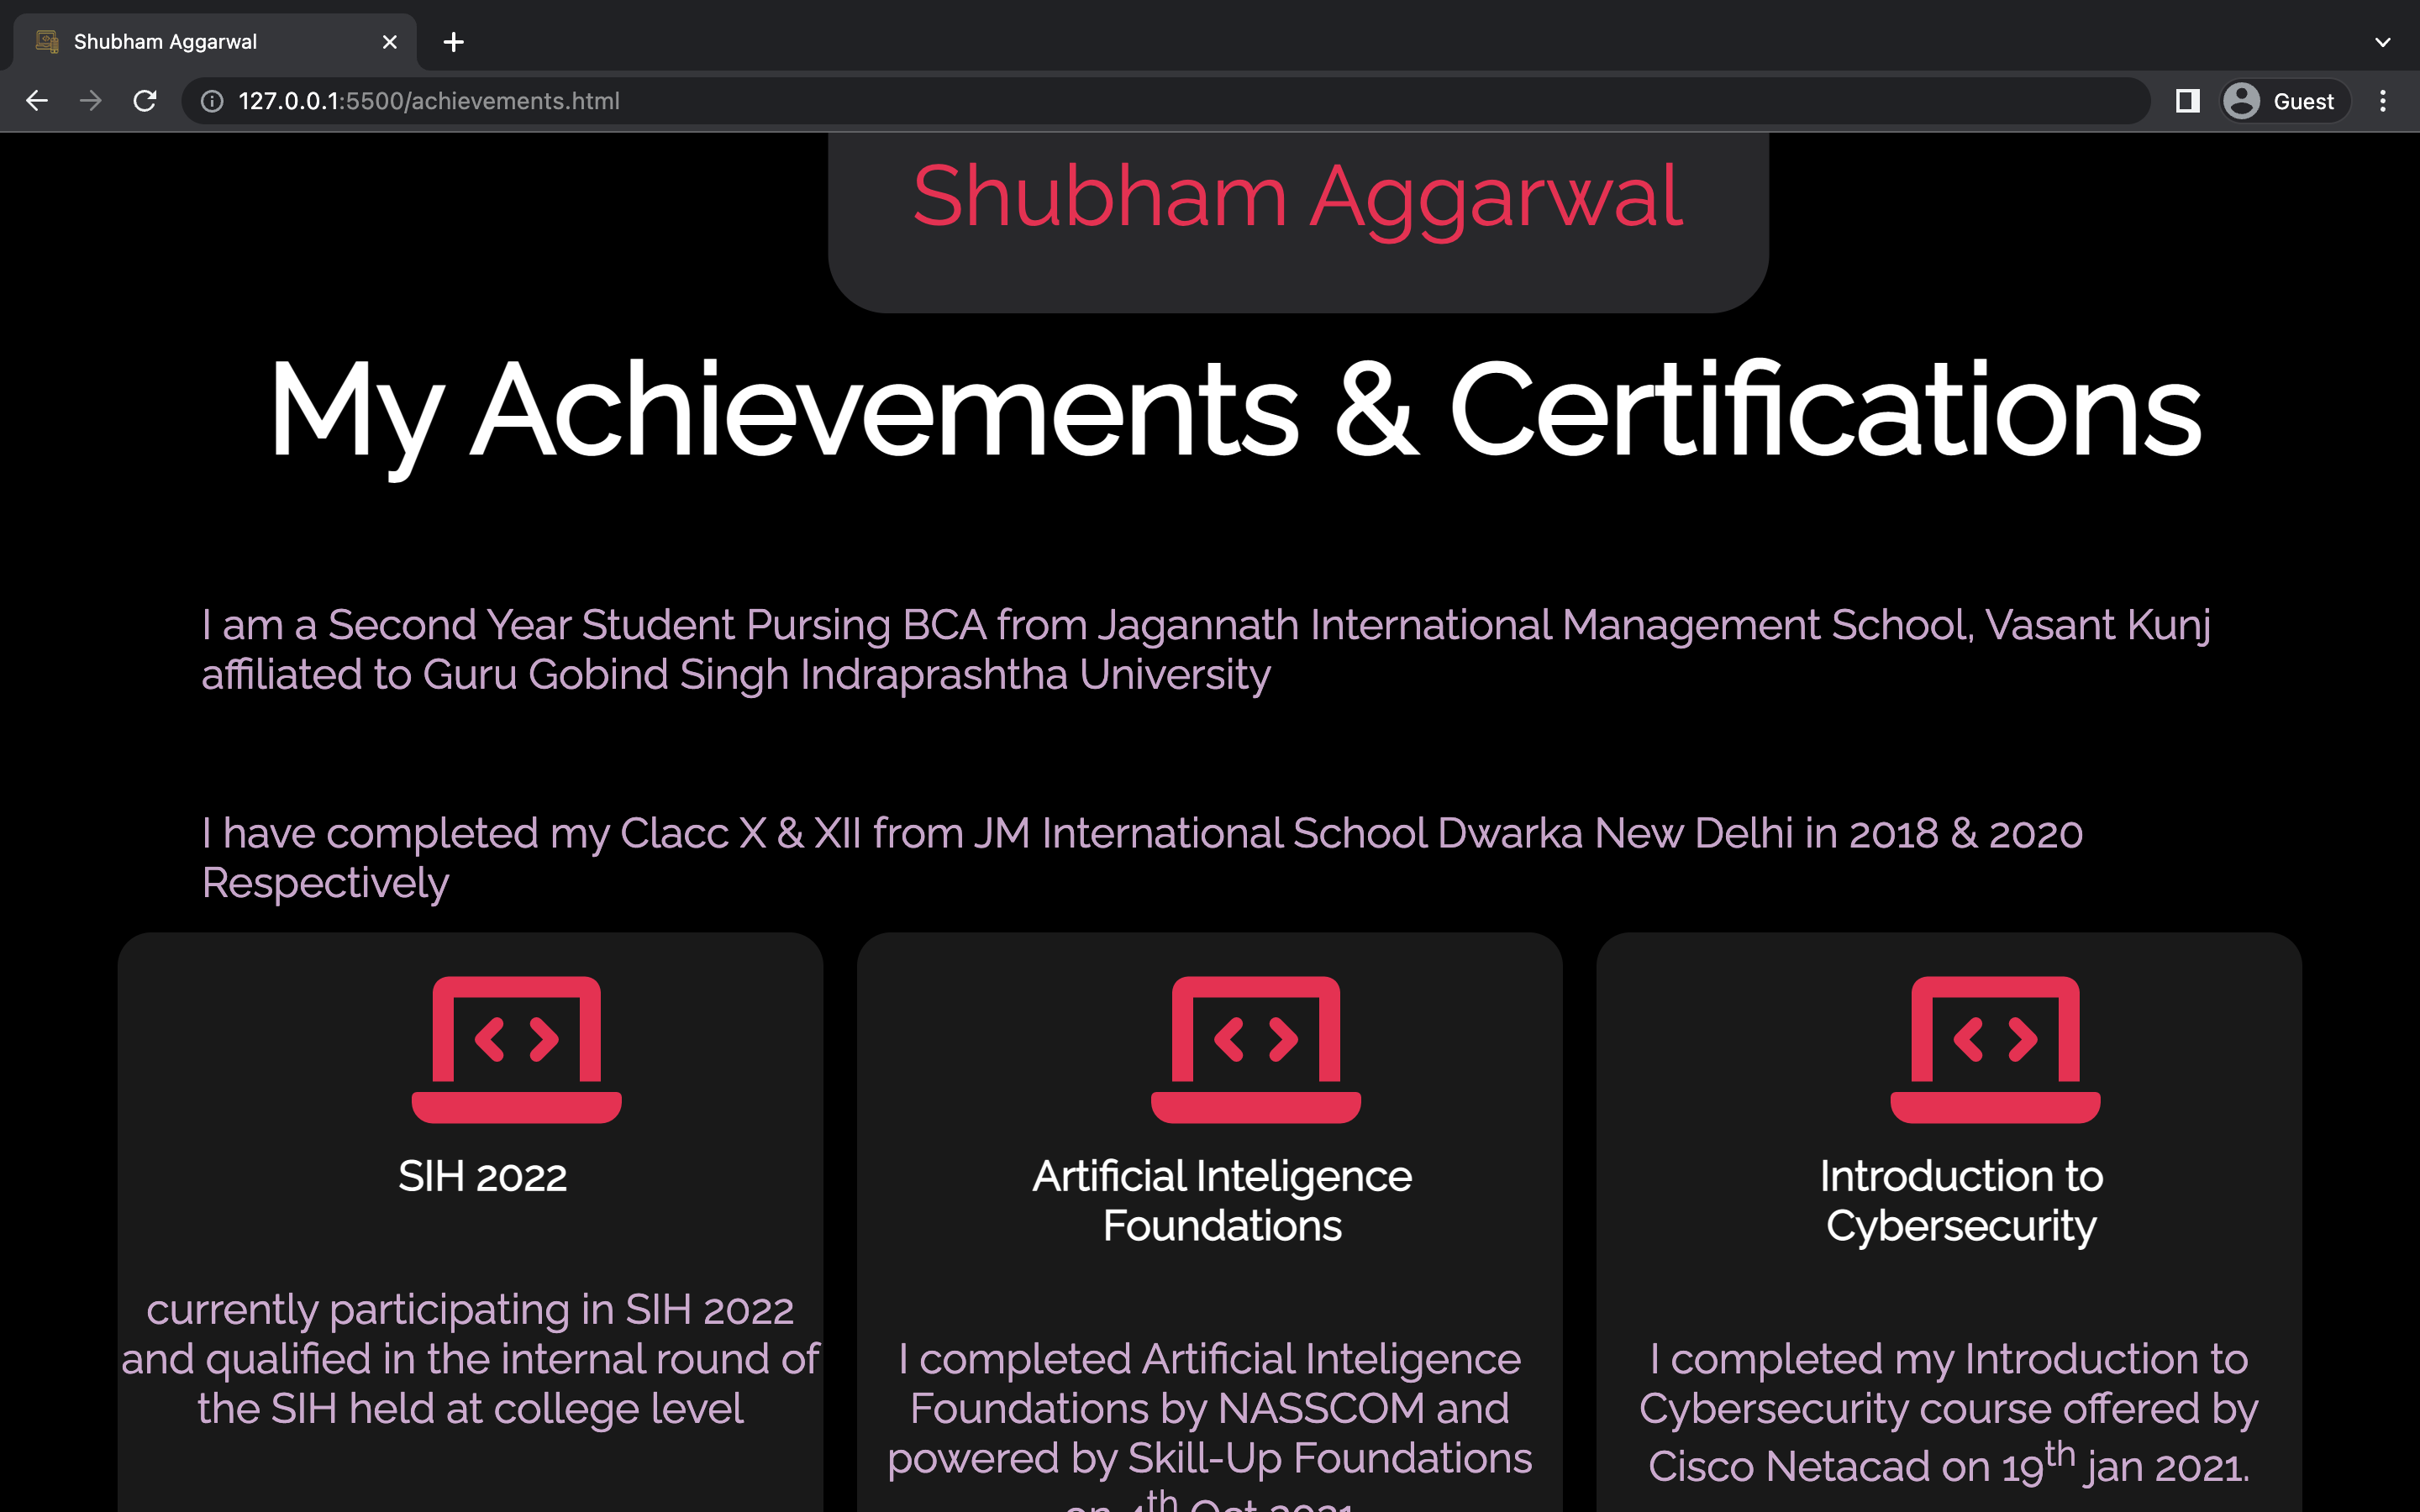 Shubham Aggarwal
127.0.0.1:5500/achievements.html
Guest
Shubham Aggarwal
My Achievements & Certifications
I am a Second Year Student Pursing BCA from Jagannath International Management School, Vasant Kunj
affiliated to Guru Gobind Singh Indraprashtha University
I have completed my Clacc X & XII from JM International School Dwarka New Delhi in 2018 & 2020
Respectively
SIH 2022
currently participating in SIH 2022
and qualified in the internal round of
the SIH held at college level
Artificial Inteligence
Foundations
I completed Artificial Inteligence
Foundations by NASSCOM and
powered by Skill-Up Foundations
on 4th Oct 2021
Introduction to
Cybersecurity
I completed my Introduction to
Cybersecurity course offered by
Cisco Netacad on 19th jan 2021.